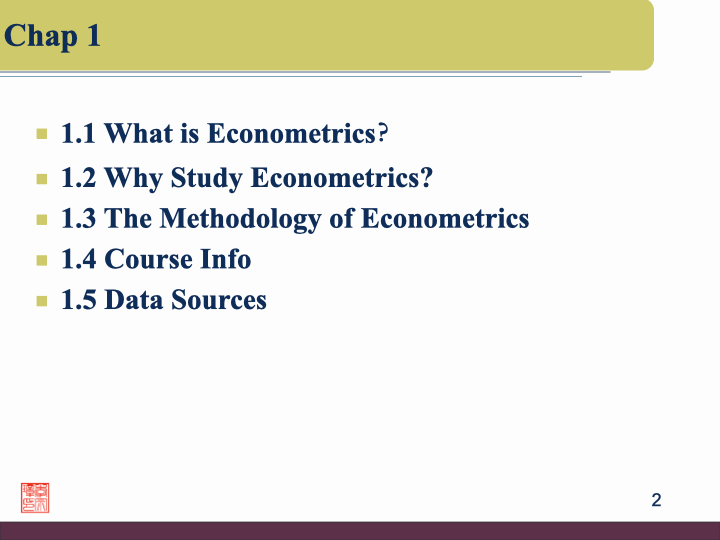 Chap 1
1.1 What is Econometrics?
1.2 Why Study Econometrics?
1.3 The Methodology of Econometrics
1.4 Course Info
1.5 Data Sources
2